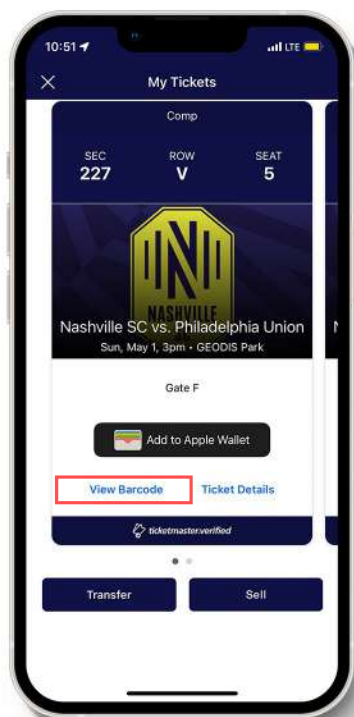 10:51 LTE
My Tickets
Comp
SEC ROW SEAT
227 V 5
N
NASHVILLE
SC
Nashville SC vs. Philadelphia Union
Sun, May 1, 3pm • GEODIS Park
Gate F
Add to Apple Wallet
View Barcode Ticket Details
ticketmaster.verified
Transfer Sell